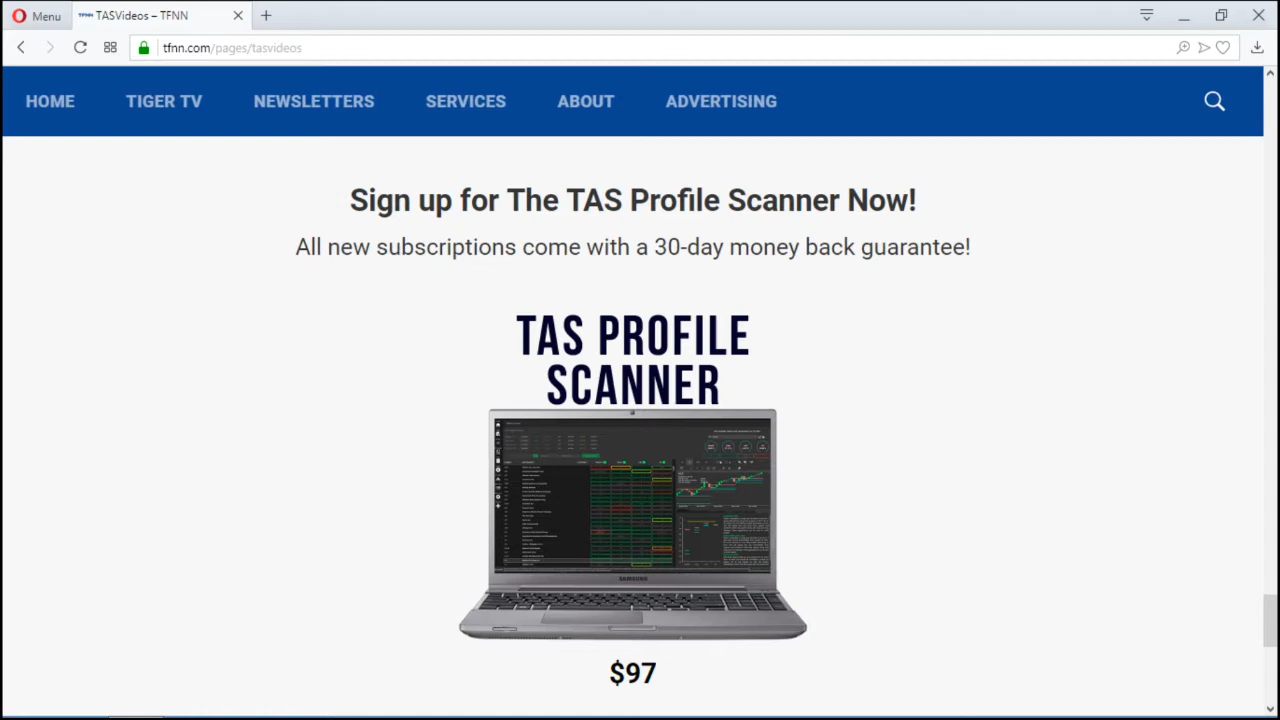 Menu
TFNN TASVideos – TFNN
tfnn.com/pages/tasvideos
HOME TIGER TV NEWSLETTERS SERVICES ABOUT ADVERTISING
Sign up for The TAS Profile Scanner Now!
All new subscriptions come with a 30-day money back guarantee!
TAS PROFILE
SCANNER
SAMSUNG
$97